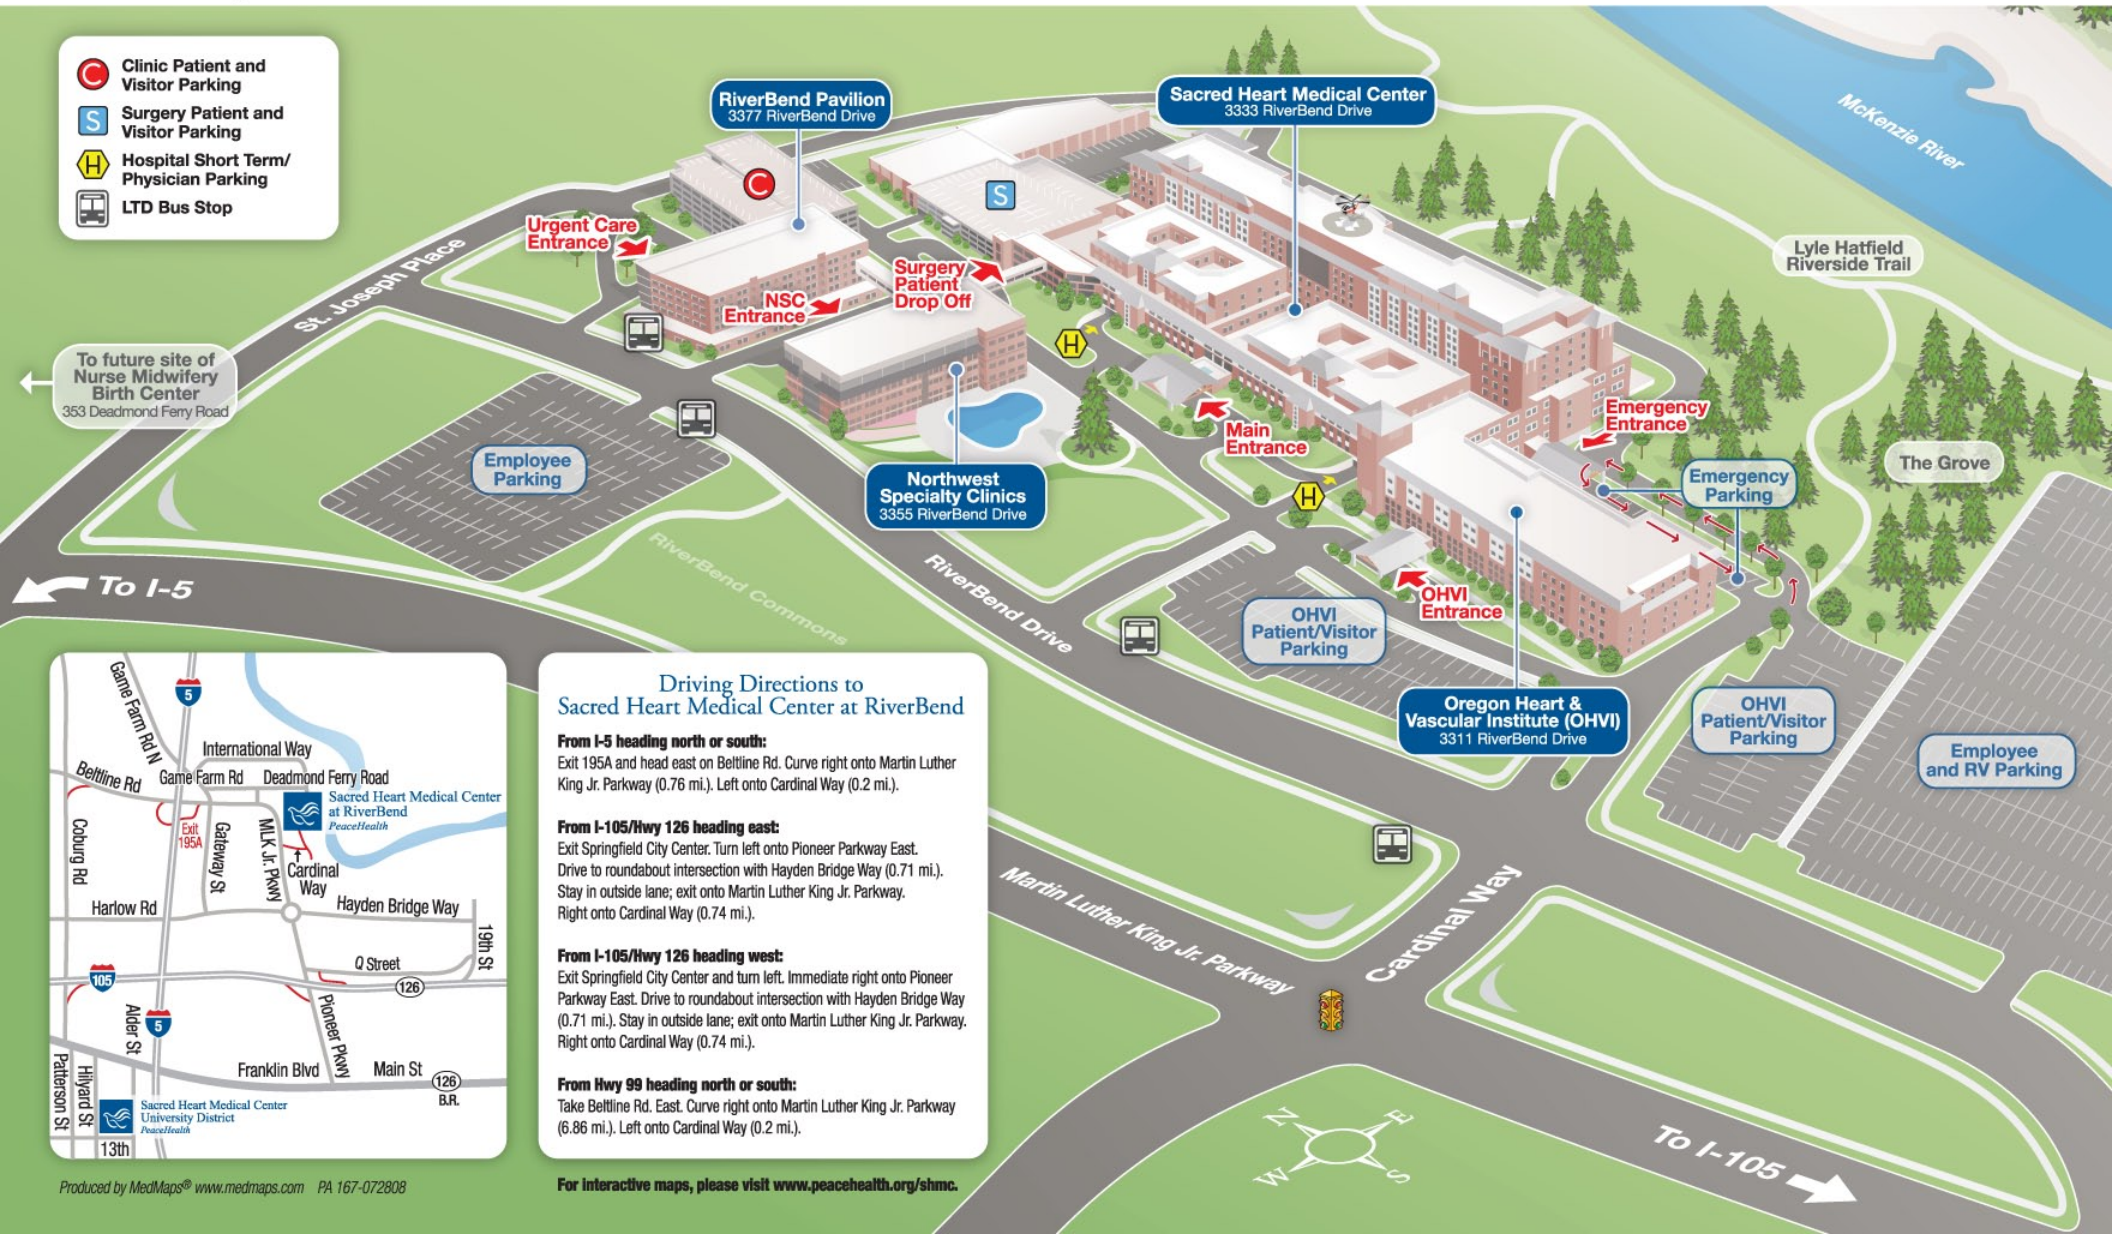 C
Clinic Patient and
Visitor Parking
S
Surgery Patient and
Visitor Parking
H
Hospital Short Term/
Physician Parking
LTD Bus Stop
RiverBend Pavilion
3377 RiverBend Drive
Sacred Heart Medical Center
3333 RiverBend Drive
McKenzie River
C
S
Urgent Care
Entrance
Lyle Hatfield
Riverside Trail
St. Joseph Place
Surgery
Patient
Drop Off
NSC
Entrance
H
To future site of
Nurse Midwifery
Birth Center
353 Deadmond Ferry Road
Main
Entrance
Emergency
Entrance
Employee
Parking
Northwest
Specialty Clinics
3355 RiverBend Drive
H
Emergency
Parking
The Grove
RiverBend Commons
RiverBend Drive
To I-5
OHVI
Entrance
OHVI
Patient/Visitor
Parking
Oregon Heart &
Vascular Institute (OHVI)
3311 RiverBend Drive
OHVI
Patient/Visitor
Parking
Employee
and RV Parking
Martin Luther King Jr. Parkway
Cardinal Way
To I-105
N
E
W
S
Game Farm Rd N
5
International Way
Beltline Rd
Game Farm Rd
Deadmond Ferry Road
Sacred Heart Medical Center
at RiverBend
PeaceHealth
Exit
195A
Coburg Rd
Gateway St
MLK Jr. Pkwy
Cardinal
Way
Harlow Rd
Hayden Bridge Way
19th St
Q Street
105
126
Alder St
5
Pioneer Pkwy
Franklin Blvd
Main St
126
B.R.
Patterson St
Hilyard St
Sacred Heart Medical Center
University District
PeaceHealth
13th
Driving Directions to
Sacred Heart Medical Center at RiverBend
From I-5 heading north or south:
Exit 195A and head east on Beltline Rd. Curve right onto Martin Luther
King Jr. Parkway (0.76 mi.). Left onto Cardinal Way (0.2 mi.).
From I-105/Hwy 126 heading east:
Exit Springfield City Center. Turn left onto Pioneer Parkway East.
Drive to roundabout intersection with Hayden Bridge Way (0.71 mi.).
Stay in outside lane; exit onto Martin Luther King Jr. Parkway.
Right onto Cardinal Way (0.74 mi.).
From I-105/Hwy 126 heading west:
Exit Springfield City Center and turn left. Immediate right onto Pioneer
Parkway East. Drive to roundabout intersection with Hayden Bridge Way
(0.71 mi.). Stay in outside lane; exit onto Martin Luther King Jr. Parkway.
Right onto Cardinal Way (0.74 mi.).
From Hwy 99 heading north or south:
Take Beltline Rd. East. Curve right onto Martin Luther King Jr. Parkway
(6.86 mi.). Left onto Cardinal Way (0.2 mi.).
Produced by MedMaps® www.medmaps.com PA 167-072808
For interactive maps, please visit www.peacehealth.org/shmc.